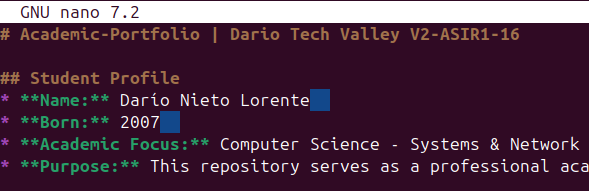 GNU nano 7.2
# Academic-Portfolio | Dario Tech Valley V2-ASIR1-16
## Student Profile
* **Name:** Darío Nieto Lorente
* **Born:** 2007
* **Academic Focus:** Computer Science - Systems & Network
* **Purpose:** This repository serves as a professional aca